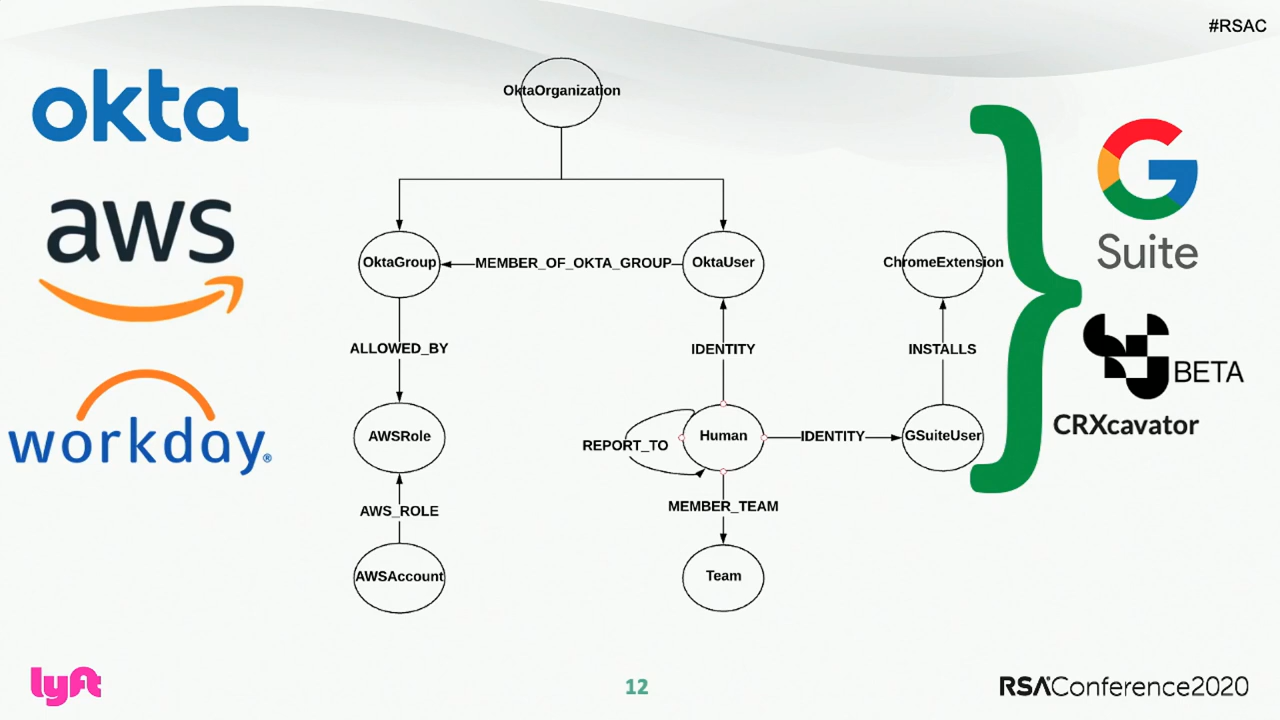 #RSAC
okta
aws
workday®
OktaOrganization
OktaGroup
MEMBER_OF_OKTA_GROUP
OktaUser
ChromeExtension
G
Suite
ALLOWED_BY
IDENTITY
INSTALLS
BETA
CRXcavator
AWSRole
REPORT_TO
Human
IDENTITY
GSuiteUser
AWS_ROLE
MEMBER_TEAM
AWSAccount
Team
lyft
12
RSAConference2020